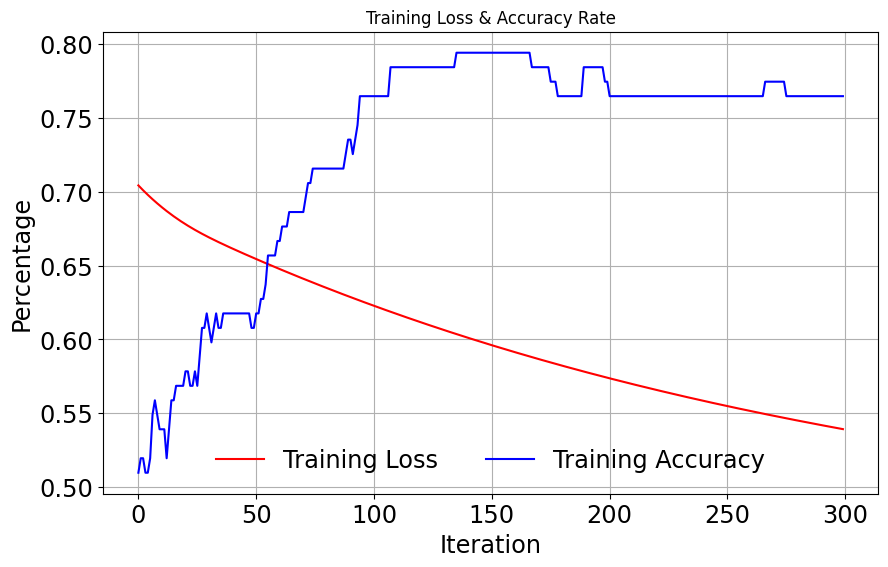 Training Loss & Accuracy Rate
0.80
0.75
0.70
0.65
0.60
0.55
0.50
Percentage
Training Loss Training Accuracy
0 50 100 150 200 250 300
Iteration